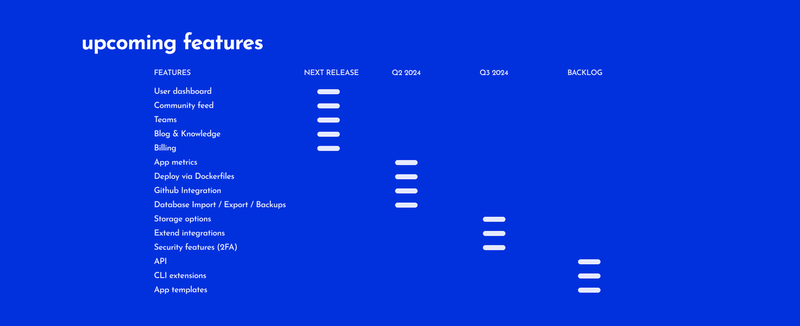 upcoming features
FEATURES NEXT RELEASE Q2 2024 Q3 2024 BACKLOG
User dashboard
Community feed
Teams
Blog & Knowledge
Billing
App metrics
Deploy via Dockerfiles
Github Integration
Database Import / Export / Backups
Storage options
Extend integrations
Security features (2FA)
API
CLI extensions
App templates